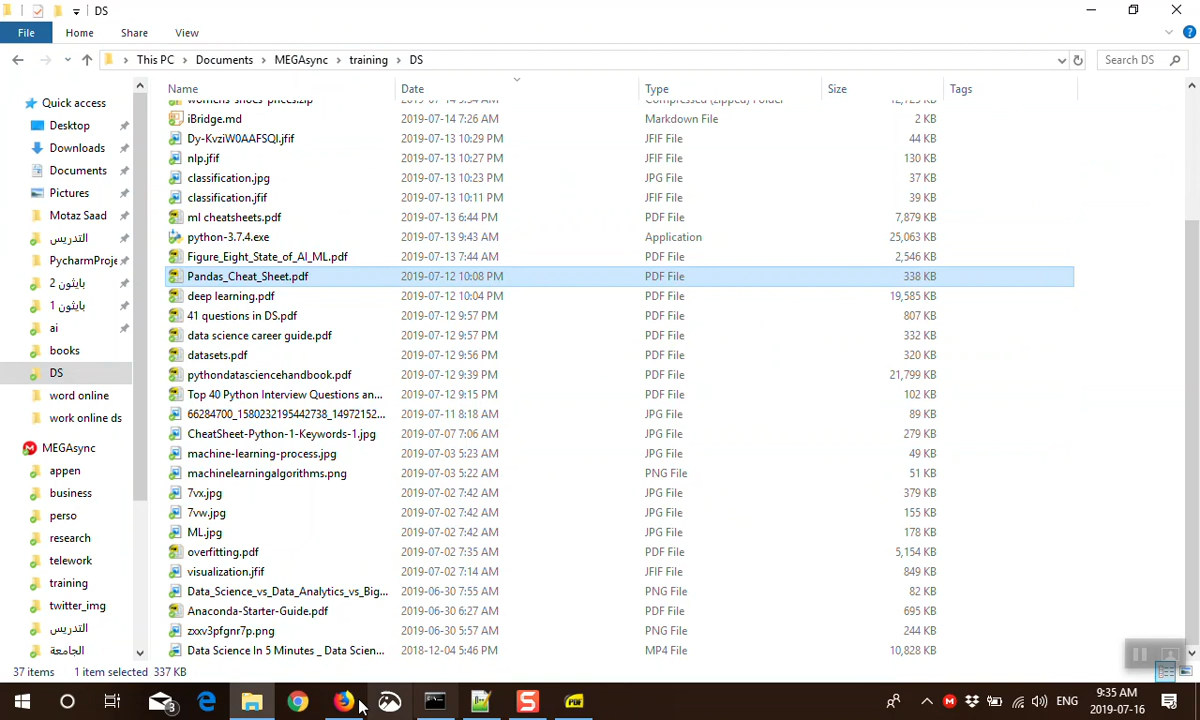 DS
File Home Share View
This PC Documents MEGAsync training DS Search DS
Name Date Type Size Tags
womens-shoes-prices.zip 2019-07-14 5:54 AM Compressed (zipped) Folder 12,725 KB
iBridge.md 2019-07-14 7:26 AM Markdown File 2 KB
Dy-KvziW0AAFSQI.jfif 2019-07-13 10:29 PM JFIF File 44 KB
nlp.jfif 2019-07-13 10:27 PM JFIF File 130 KB
classification.jpg 2019-07-13 10:23 PM JPG File 37 KB
classification.jfif 2019-07-13 10:11 PM JFIF File 39 KB
ml cheatsheets.pdf 2019-07-13 6:44 PM PDF File 7,879 KB
python-3.7.4.exe 2019-07-13 9:43 AM Application 25,063 KB
Figure_Eight_State_of_AI_ML.pdf 2019-07-13 7:44 AM PDF File 2,546 KB
Pandas_Cheat_Sheet.pdf 2019-07-12 10:08 PM PDF File 338 KB
deep learning.pdf 2019-07-12 10:04 PM PDF File 19,585 KB
41 questions in DS.pdf 2019-07-12 9:57 PM PDF File 807 KB
data science career guide.pdf 2019-07-12 9:57 PM PDF File 332 KB
datasets.pdf 2019-07-12 9:56 PM PDF File 320 KB
pythondatasciencehandbook.pdf 2019-07-12 9:39 PM PDF File 21,799 KB
Top 40 Python Interview Questions an... 2019-07-12 9:15 PM PDF File 102 KB
66284700_1580232195442738_14972152... 2019-07-11 8:18 AM JPG File 89 KB
CheatSheet-Python-1-Keywords-1.jpg 2019-07-07 7:06 AM JPG File 279 KB
machine-learning-process.jpg 2019-07-03 5:23 AM JPG File 49 KB
machinelearningalgorithms.png 2019-07-03 5:22 AM PNG File 51 KB
7vx.jpg 2019-07-02 7:42 AM JPG File 379 KB
7vw.jpg 2019-07-02 7:42 AM JPG File 155 KB
ML.jpg 2019-07-02 7:42 AM JPG File 178 KB
overfitting.pdf 2019-07-02 7:35 AM PDF File 5,154 KB
visualization.jfif 2019-07-02 7:14 AM JFIF File 849 KB
Data_Science_vs_Data_Analytics_vs_Big... 2019-06-30 7:55 AM PNG File 82 KB
Anaconda-Starter-Guide.pdf 2019-06-30 6:27 AM PDF File 695 KB
zxxv3pfgnr7p.png 2019-06-30 5:57 AM PNG File 244 KB
Data Science In 5 Minutes _ Data Scien... 2018-12-04 5:46 PM MP4 File 10,828 KB
Quick access
Desktop
Downloads
Documents
Pictures
Motaz Saad
التدريس
PycharmProje
بايثون 2
بايثون 1
ai
books
DS
word online
work online ds
MEGAsync
appen
business
perso
research
telework
training
twitter_img
التدريس
الجامعة
37 items 1 item selected 337 KB
3 PDF ENG 9:35 AM
2019-07-16